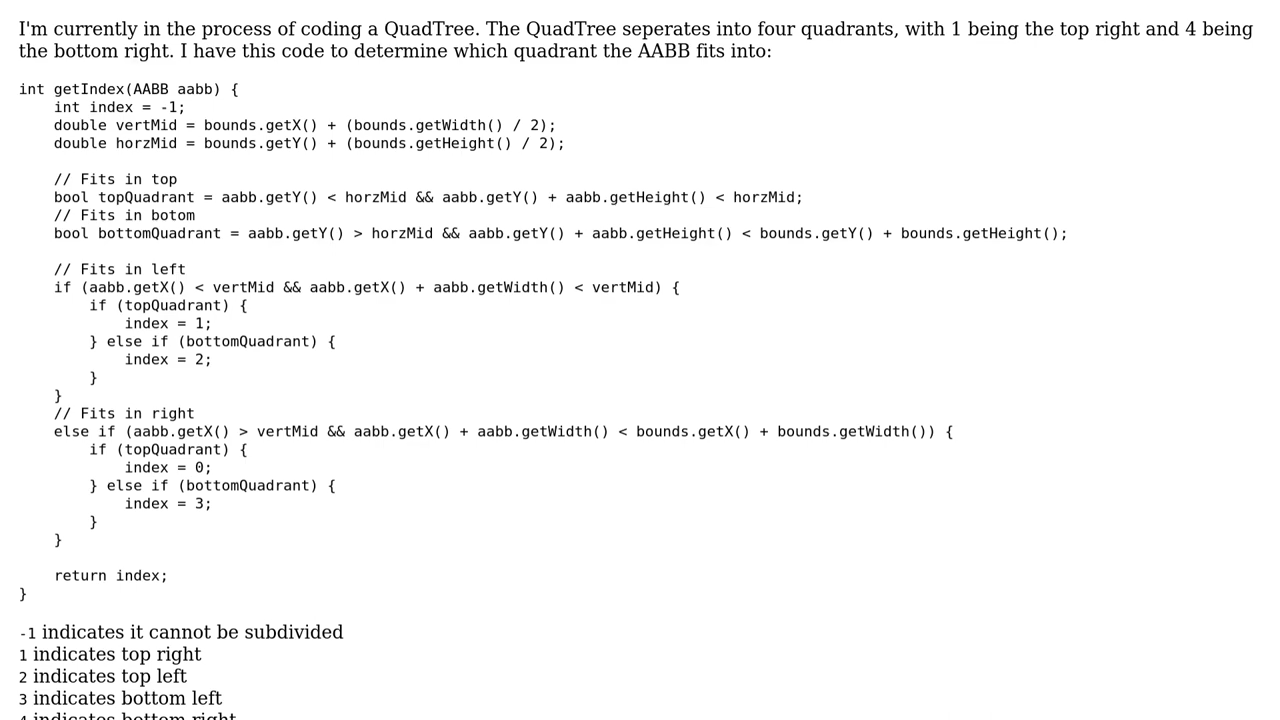 I'm currently in the process of coding a QuadTree. The QuadTree seperates into four quadrants, with 1 being the top right and 4 being
the bottom right. I have this code to determine which quadrant the AABB fits into:
int getIndex(AABB aabb) {
    int index = -1;
    double vertMid = bounds.getX() + (bounds.getWidth() / 2);
    double horzMid = bounds.getY() + (bounds.getHeight() / 2);
    // Fits in top
    bool topQuadrant = aabb.getY() < horzMid && aabb.getY() + aabb.getHeight() < horzMid;
    // Fits in botom
    bool bottomQuadrant = aabb.getY() > horzMid && aabb.getY() + aabb.getHeight() < bounds.getY() + bounds.getHeight();
    // Fits in left
    if (aabb.getX() < vertMid && aabb.getX() + aabb.getWidth() < vertMid) {
        if (topQuadrant) {
            index = 1;
        } else if (bottomQuadrant) {
            index = 2;
        }
    }
    // Fits in right
    else if (aabb.getX() > vertMid && aabb.getX() + aabb.getWidth() < bounds.getX() + bounds.getWidth()) {
        if (topQuadrant) {
            index = 0;
        } else if (bottomQuadrant) {
            index = 3;
        }
    }
    return index;
}
-1 indicates it cannot be subdivided
1 indicates top right
2 indicates top left
3 indicates bottom left
4 indicates bottom right